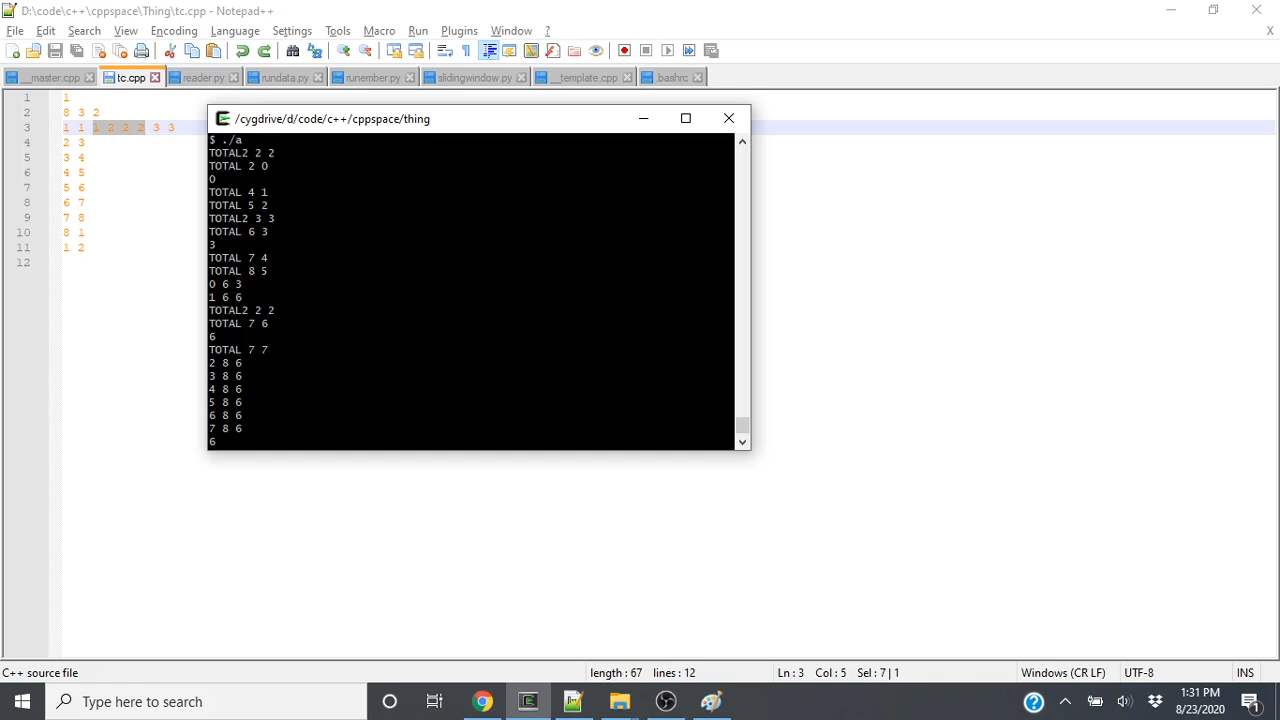 D:\code\c++\cppspace\Thing\tc.cpp - Notepad++
File Edit Search View Encoding Language Settings Tools Macro Run Plugins Window ? X
__master.cpp tc.cpp reader.py rundata.py runember.py slidingwindow.py __template.cpp .bashrc
1 1
2 8 3 2
3 1 1 1 2 2 2 3 3
4 2 3
5 3 4
6 4 5
7 5 6
8 6 7
9 7 8
10 8 1
11 1 2
12
/cygdrive/d/code/c++/cppspace/thing
$ ./a
TOTAL2 2 2
TOTAL 2 0
0
TOTAL 4 1
TOTAL 5 2
TOTAL2 3 3
TOTAL 6 3
3
TOTAL 7 4
TOTAL 8 5
0 6 3
1 6 6
TOTAL2 2 2
TOTAL 7 6
6
TOTAL 7 7
2 8 6
3 8 6
4 8 6
5 8 6
6 8 6
7 8 6
6
C++ source file length : 67 lines : 12 Ln : 3 Col : 5 Sel : 7 | 1 Windows (CR LF) UTF-8 INS
Type here to search
1:31 PM
8/23/2020
1